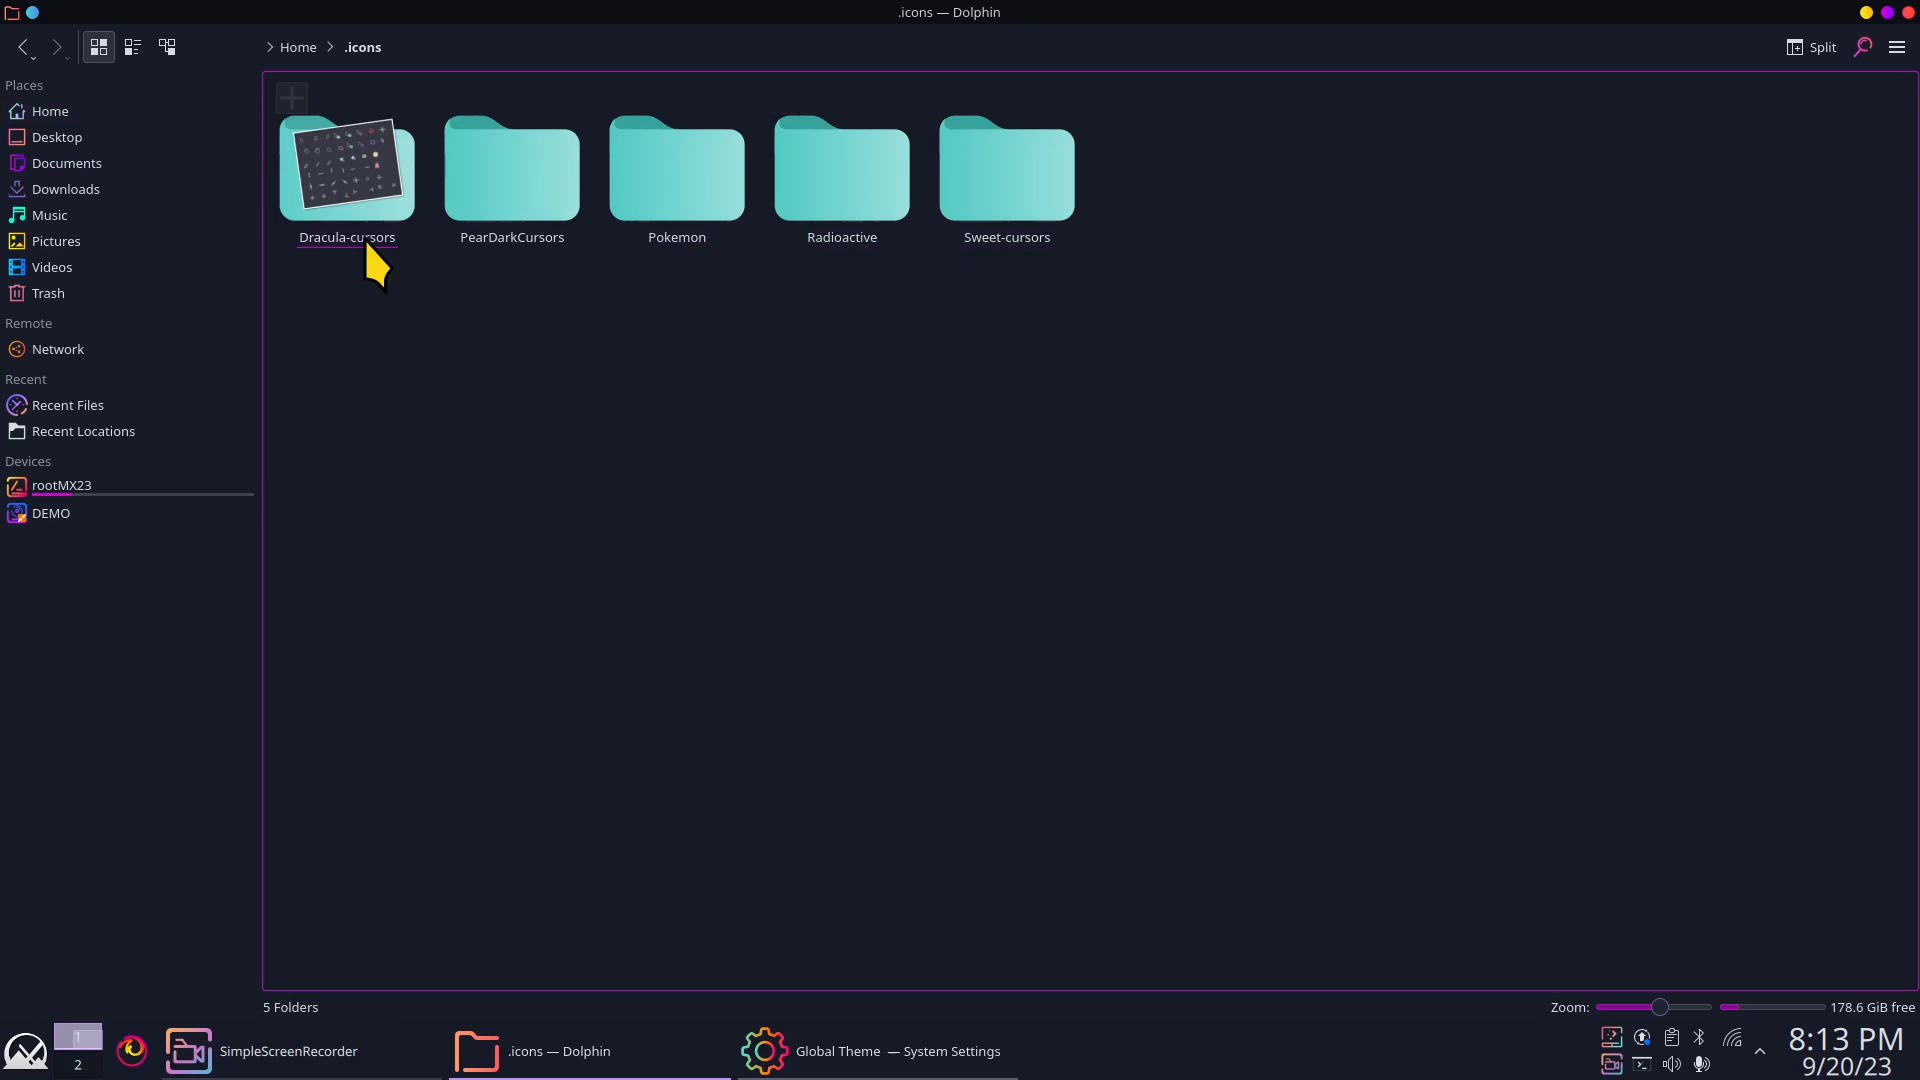 .icons — Dolphin
Home
.icons
Split
Places
Home
Desktop
Documents
Downloads
Music
Pictures
Videos
Trash
Remote
Network
Recent
Recent Files
Recent Locations
Devices
rootMX23
DEMO
Dracula-cursors
PearDarkCursors
Pokemon
Radioactive
Sweet-cursors
5 Folders
Zoom:
178.6 GiB free
1
2
SimpleScreenRecorder
.icons — Dolphin
Global Theme — System Settings
8:13 PM
9/20/23